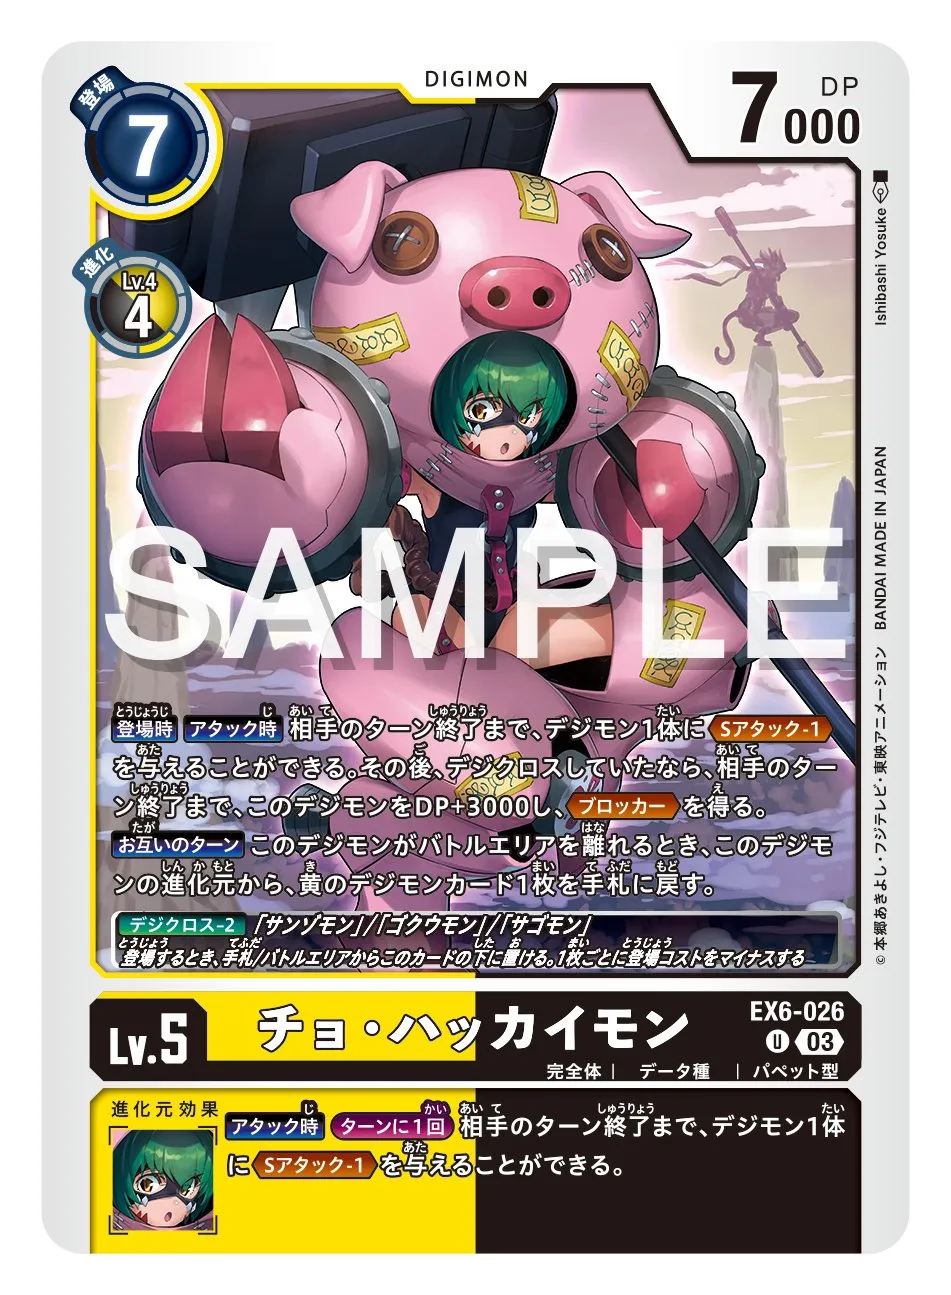 DIGIMON
登場
7
7000
DP
進化
Lv.4
4
Ishibashi Yosuke
BANDAI MADE IN JAPAN
©本郷あきよし・フジテレビ・東映アニメーション
SAMPLE
登場時 アタック時 相手のターン終了まで、デジモン1体に Sアタック-1
を与えることができる。その後、デジクロスしていたなら、相手のター
ン終了まで、このデジモンをDP+3000し、 ブロッカー を得る。
お互いのターン このデジモンがバトルエリアを離れるとき、このデジモ
ンの進化元から、黄のデジモンカード1枚を手札に戻す。
デジクロス-2 「サンゾモン」/「ゴクウモン」/「サゴモン」
登場するとき、手札/バトルエリアからこのカードの下に置ける。1枚ごとに登場コストをマイナスする
Lv.5
チョ・ハッカイモン
EX6-026
U 03
完全体 | データ種 | パペット型
進化元効果
アタック時 ターンに1回 相手のターン終了まで、デジモン1体
に Sアタック-1 を与えることができる。